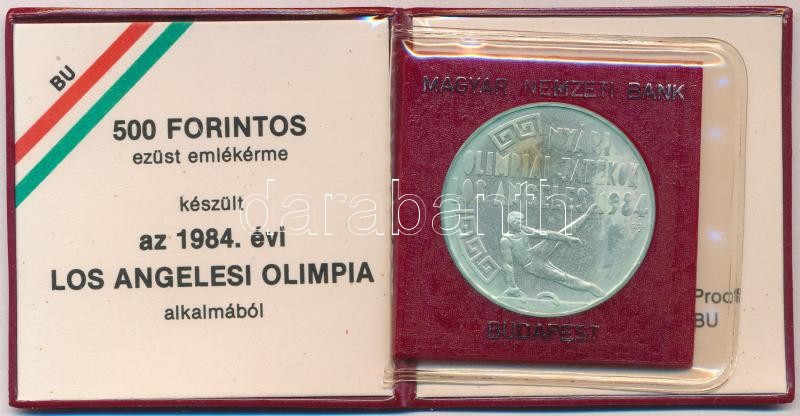 BU
500 FORINTOS
ezüst emlékérme
készült
az 1984. évi
LOS ANGELESI OLIMPIA
alkalmából
MAGYAR NEMZETI BANK
NYÁRI
OLIMPIAI JÁTÉKOK
LOS ANGELES 1984
BUDAPEST
Proof
BU
darabanth